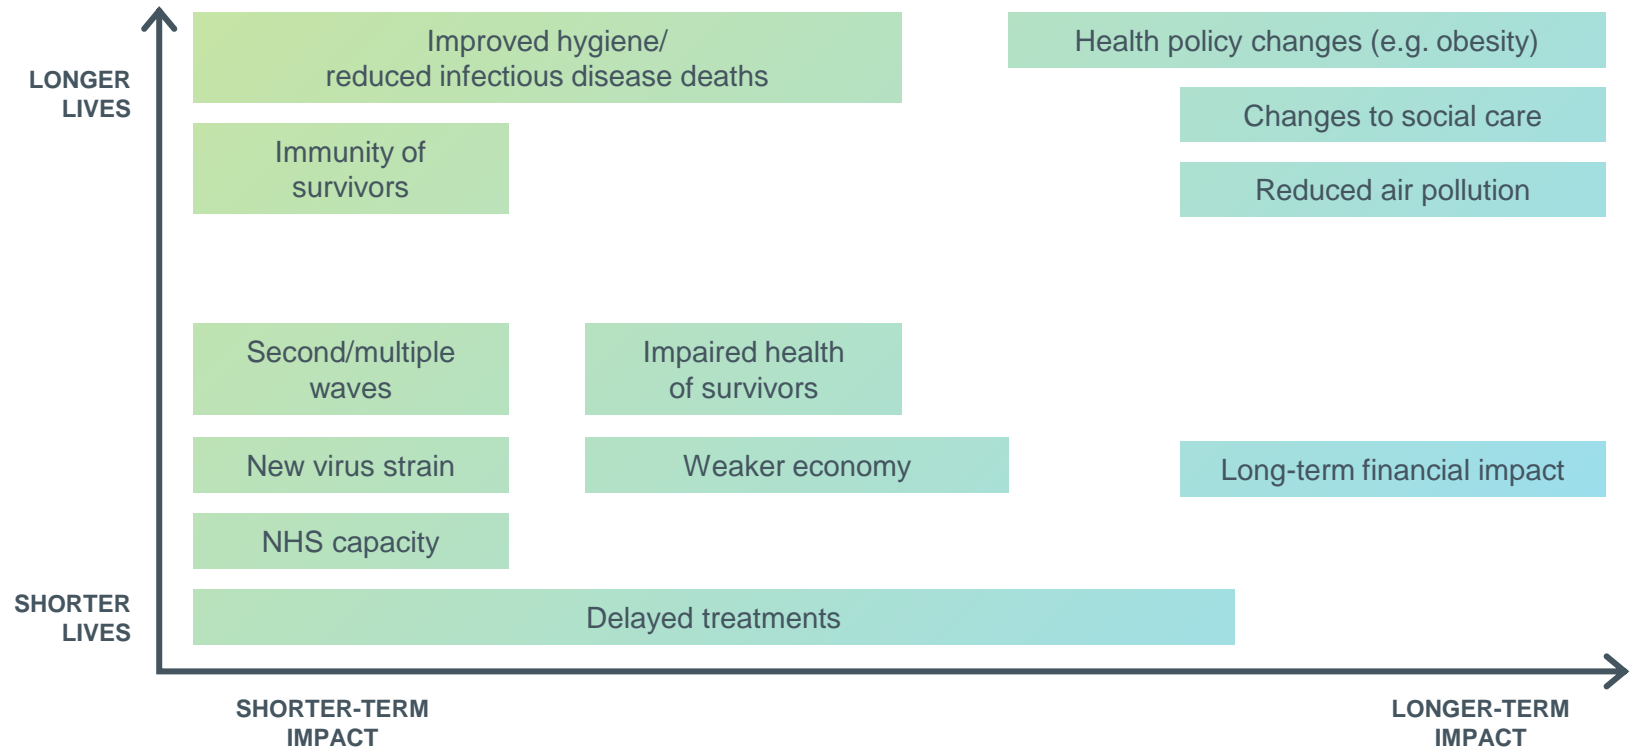 LONGER
LIVES
Improved hygiene/
reduced infectious disease deaths
Health policy changes (e.g. obesity)
Changes to social care
Immunity of
survivors
Reduced air pollution
Second/multiple
waves
Impaired health
of survivors
New virus strain
Weaker economy
Long-term financial impact
NHS capacity
SHORTER
LIVES
Delayed treatments
SHORTER-TERM
IMPACT
LONGER-TERM
IMPACT